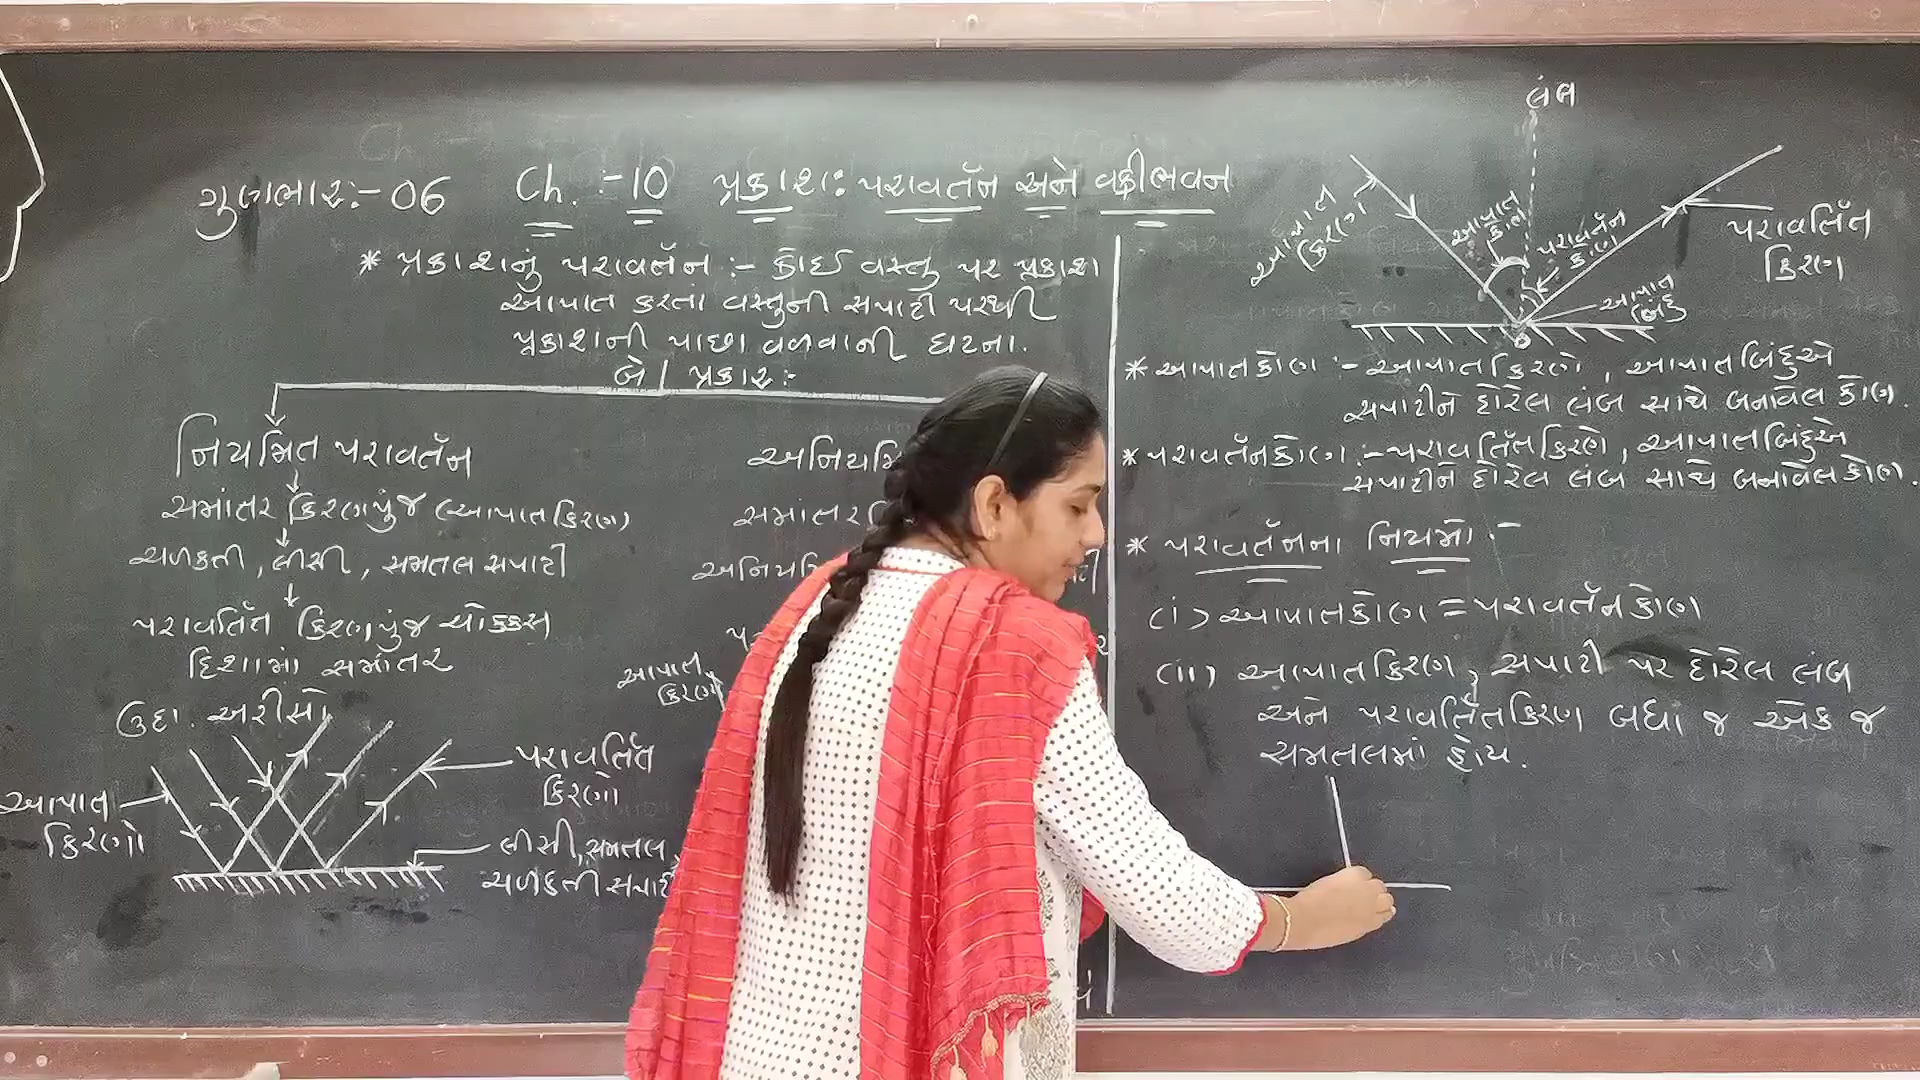 ગુણભાર:- 06
Ch. :- 10 પ્રકાશ: પરાવર્તન અને વક્રીભવન
* પ્રકાશનું પરાવર્તન :- કોઈ વસ્તુ પર પ્રકાશ
આપાત કરતાં વસ્તુની સપાટી પરથી
પ્રકાશની પાછા વળવાની ઘટના.
બે પ્રકાર:-
નિયમિત પરાવર્તન
સમાંતર કિરણપુંજ (આપાતકિરણ)
ચળકતી, લીસી, સમતલ સપાટી
પરાવર્તિત કિરણપુંજ ચોક્કસ
દિશામાં સમાંતર
ઉદા. અરીસો
આપાત
કિરણો
પરાવર્તિત
કિરણો
લીસી, સમતલ,
ચળકતી સપાટી
આપાત
કિરણ
લંબ
આપાત
કિરણ
આપાત
કોણ
પરાવર્તન
કોણ
પરાવર્તિત
કિરણ
આપાત
બિંદુ
* આપાતકોણ :- આપાતકિરણે, આપાતબિંદુએ
સપાટીને દોરેલ લંબ સાથે બનાવેલ કોણ.
* પરાવર્તનકોણ :- પરાવર્તિતકિરણે, આપાતબિંદુએ
સપાટીને દોરેલ લંબ સાથે બનાવેલ કોણ.
* પરાવર્તનના નિયમો :-
(i) આપાતકોણ = પરાવર્તનકોણ
(ii) આપાતકિરણ, સપાટી પર દોરેલ લંબ
અને પરાવર્તિતકિરણ બધાં જ એક જ
સમતલમાં હોય.